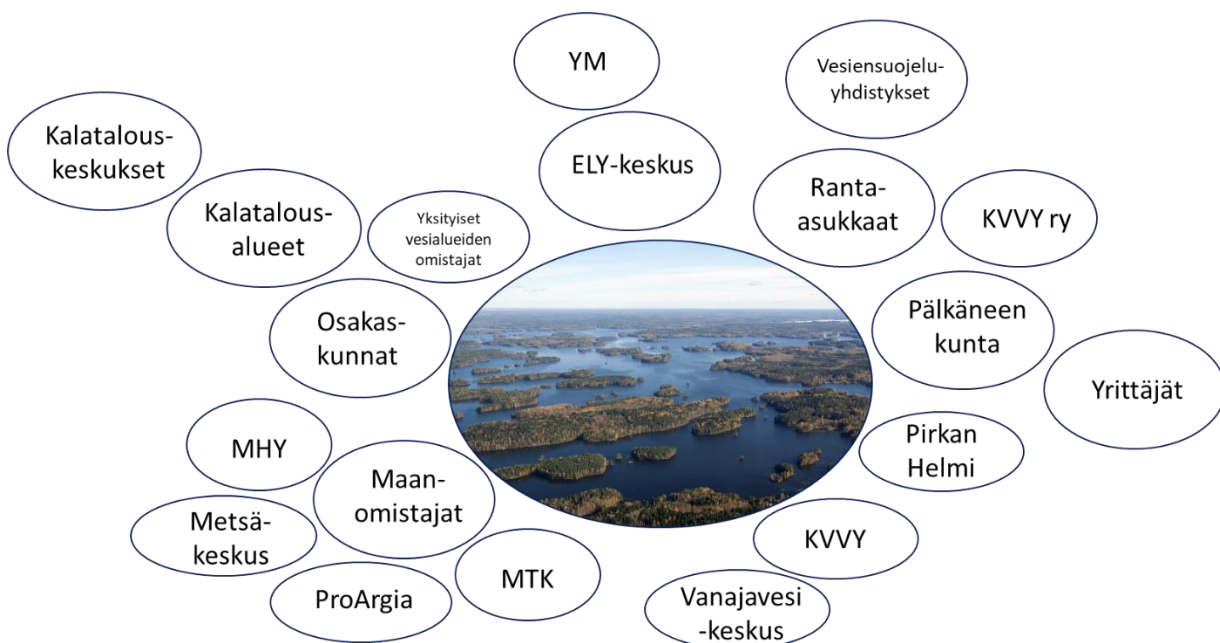 YM
Vesiensuojelu-
yhdistykset
Kalatalous-
keskukset
ELY-keskus
Ranta-
asukkaat
KVVY ry
Kalatalous-
alueet
Yksityiset
vesialueiden
omistajat
Osakas-
kunnat
Pälkäneen
kunta
Yrittäjät
MHY
Maan-
omistajat
Pirkan
Helmi
Metsä-
keskus
KVVY
MTK
ProArgia
Vanajavesi
-keskus